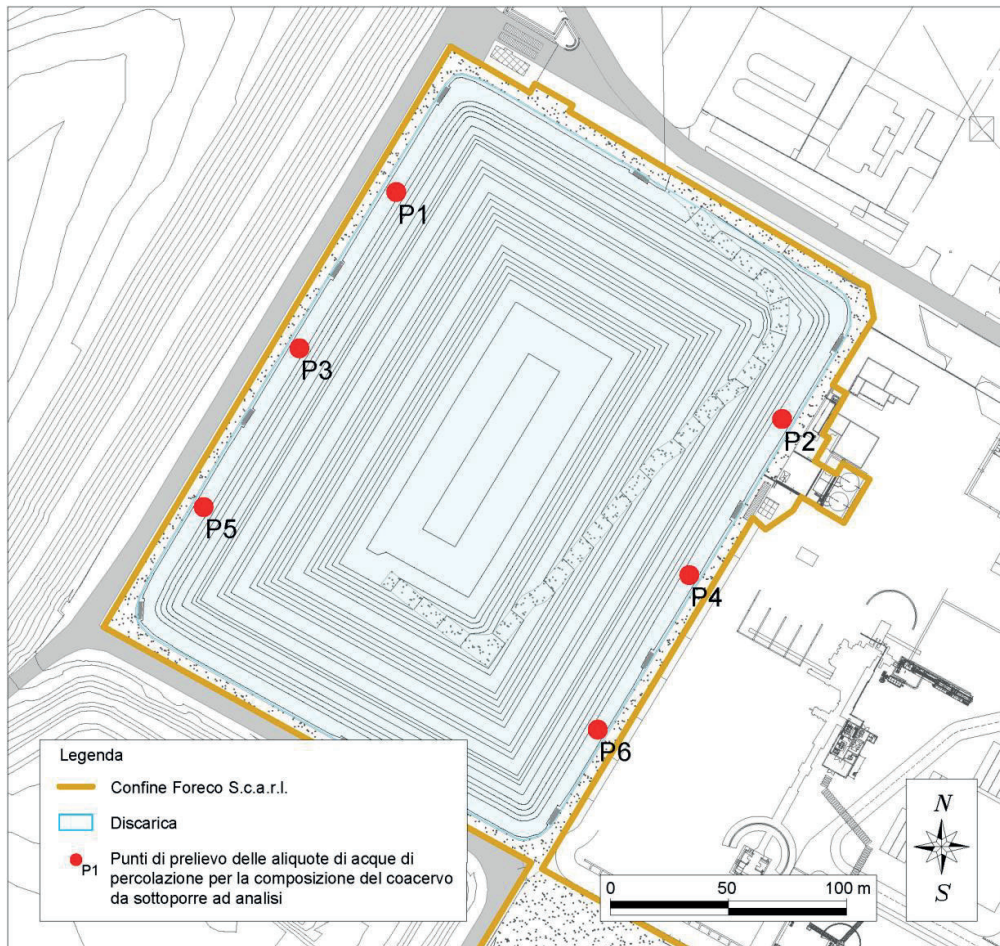 P1
P3
P2
P5
P4
P6
Legenda
Confine Foreco S.c.a.r.l.
Discarica
P1
Punti di prelievo delle aliquote di acque di
percolazione per la composizione del coacervo
da sottoporre ad analisi
0 50 100 m
N
S